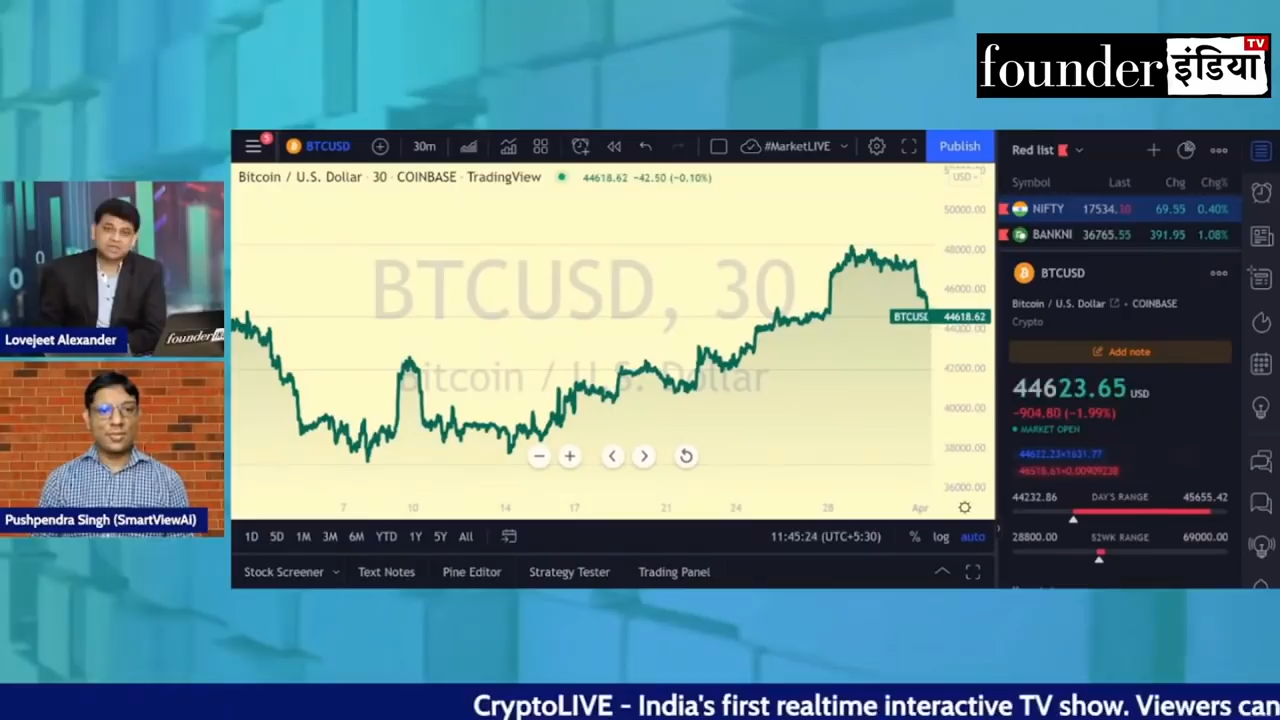 founder इंडिया TV
5 BTCUSD 30m #MarketLIVE Publish
Bitcoin / U.S. Dollar · 30 · COINBASE · TradingView 44618.62 −42.50 (−0.10%)
USD
50000.00
48000.00
46000.00
BTCUSD 44618.62
44000.00
42000.00
40000.00
38000.00
36000.00
BTCUSD, 30
Bitcoin / U.S. Dollar
7 10 14 17 21 24 28 Apr
1D 5D 1M 3M 6M YTD 1Y 5Y All 11:45:24 (UTC+5:30) % log auto
Stock Screener Text Notes Pine Editor Strategy Tester Trading Panel
Red list
Symbol Last Chg Chg%
NIFTY 17534.10 69.55 0.40%
BANKNI 36765.55 391.95 1.08%
BTCUSD
Bitcoin / U.S. Dollar · COINBASE
Crypto
Add note
44623.65 USD
−904.80 (−1.99%)
MARKET OPEN
44232.86 DAY'S RANGE 45655.42
28800.00 52WK RANGE 69000.00
Lovejeet Alexander
founder
Pushpendra Singh (SmartViewAi)
CryptoLIVE - India's first realtime interactive TV show. Viewers can